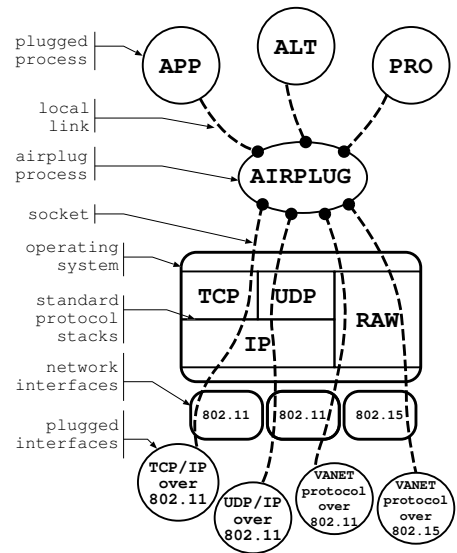 plugged
process
APP
ALT
PRO
local
link
airplug
process
AIRPLUG
socket
operating
system
TCP
UDP
standard
protocol
stacks
RAW
IP
network
interfaces
802.11
802.11
802.15
plugged
interfaces
TCP/IP
over
802.11
UDP/IP
over
802.11
VANET
protocol
over
802.11
VANET
protocol
over
802.15